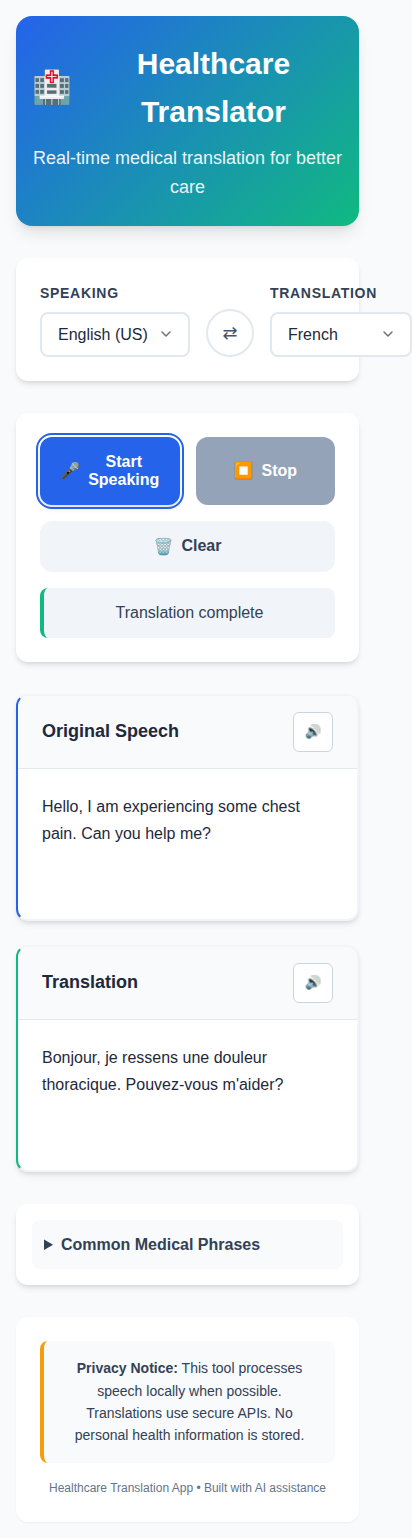 Healthcare
Translator
Real-time medical translation for better
care
SPEAKING
TRANSLATION
English (US)
⇄
French
🎤 Start
Speaking
⏹️ Stop
🗑️ Clear
Translation complete
Original Speech
Hello, I am experiencing some chest
pain. Can you help me?
Translation
Bonjour, je ressens une douleur
thoracique. Pouvez-vous m'aider?
Common Medical Phrases
Privacy Notice: This tool processes
speech locally when possible.
Translations use secure APIs. No
personal health information is stored.
Healthcare Translation App • Built with AI assistance